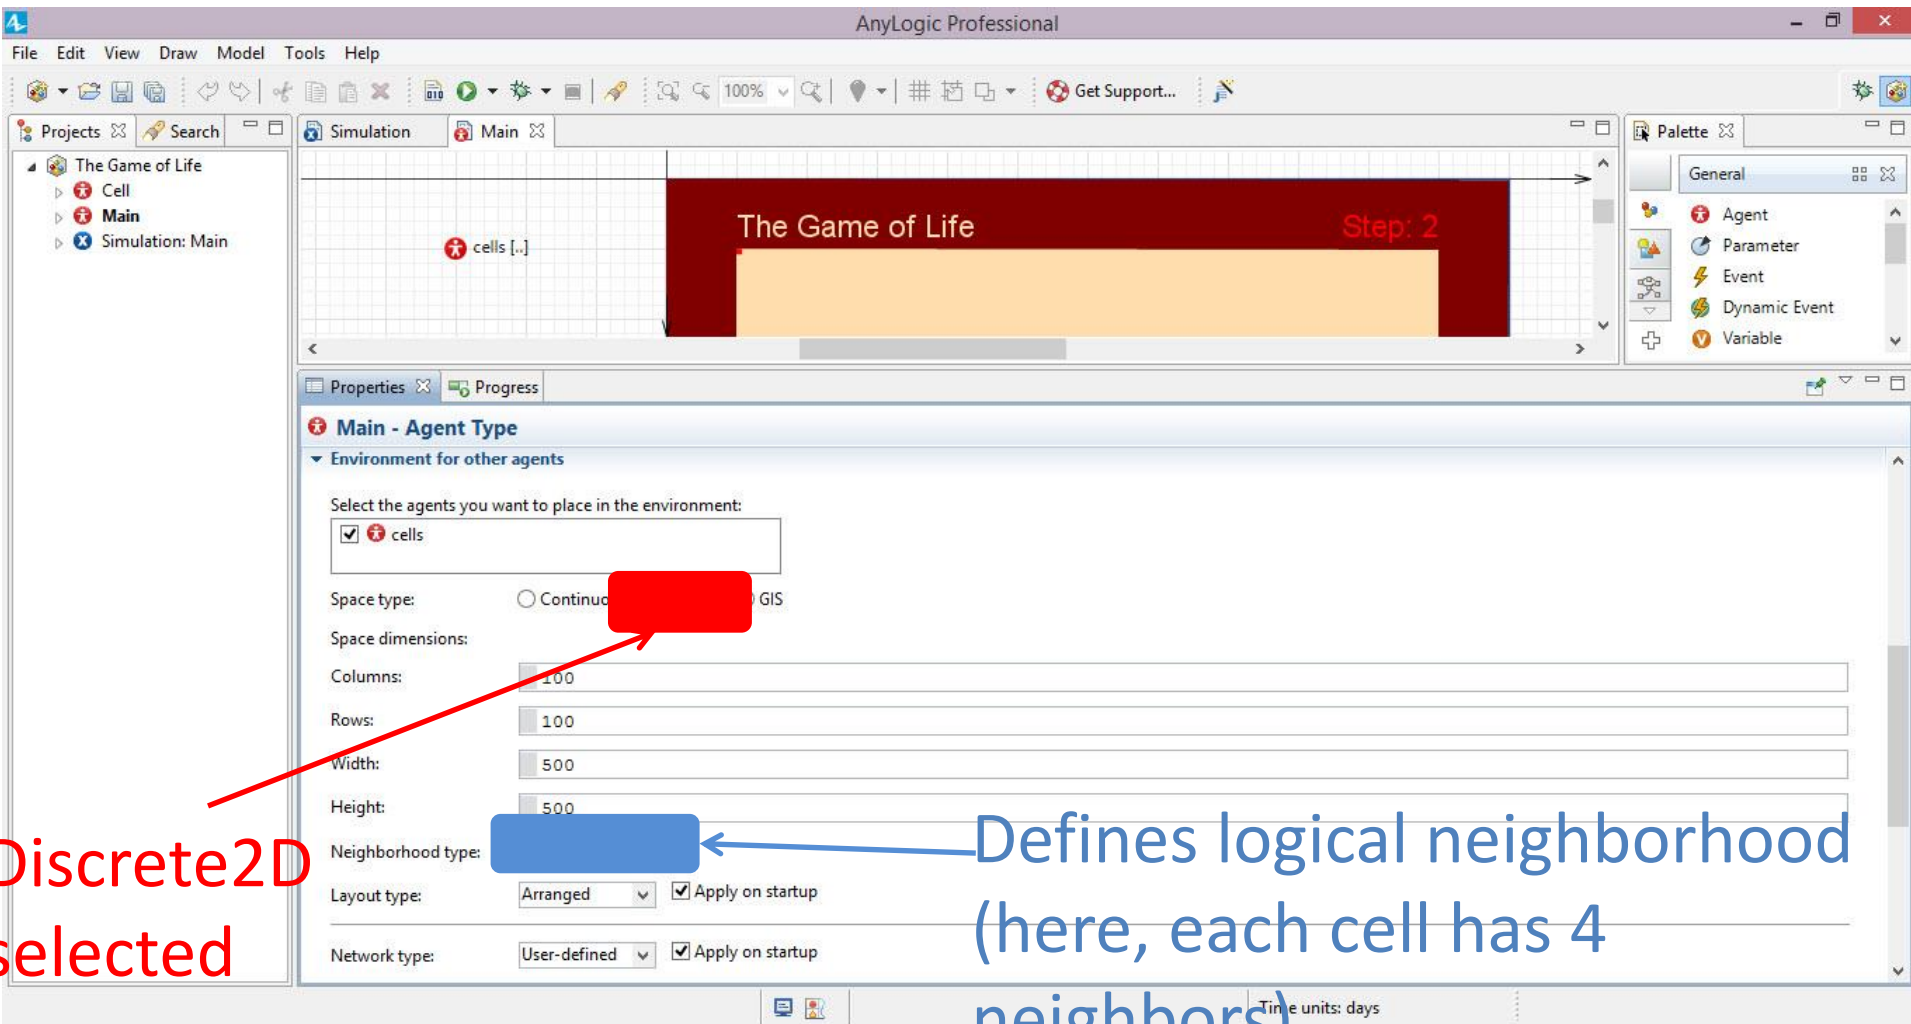 AnyLogic Professional
File Edit View Draw Model Tools Help
100% Get Support...
Projects Search Simulation Main Palette
The Game of Life
Cell
Main
Simulation: Main
cells [..]
The Game of Life Step: 2
General
Agent
Parameter
Event
Dynamic Event
Variable
Properties Progress
Main - Agent Type
Environment for other agents
Select the agents you want to place in the environment:
cells
Space type: Continuo GIS
Space dimensions:
Columns: 100
Rows: 100
Width: 500
Height: 500
Neighborhood type:
Layout type: Arranged Apply on startup
Network type: User-defined Apply on startup
Discrete2D
selected
Defines logical neighborhood
(here, each cell has 4
neighbors)
Time units: days